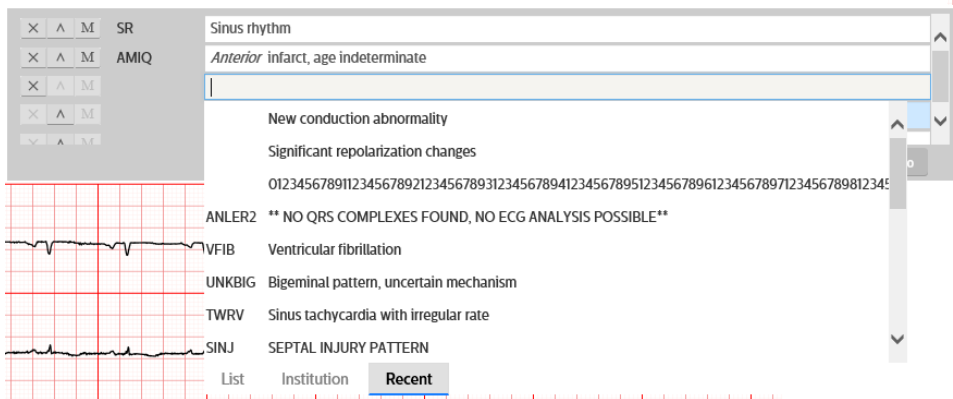 X ʌ M SR Sinus rhythm
X ʌ M AMIQ Anterior infarct, age indeterminate
X ʌ M
X ʌ M
X ʌ M
New conduction abnormality
Significant repolarization changes
ANLER2 ** NO QRS COMPLEXES FOUND, NO ECG ANALYSIS POSSIBLE**
VFIB Ventricular fibrillation
UNKBIG Bigeminal pattern, uncertain mechanism
TWRV Sinus tachycardia with irregular rate
SINJ SEPTAL INJURY PATTERN
List Institution Recent